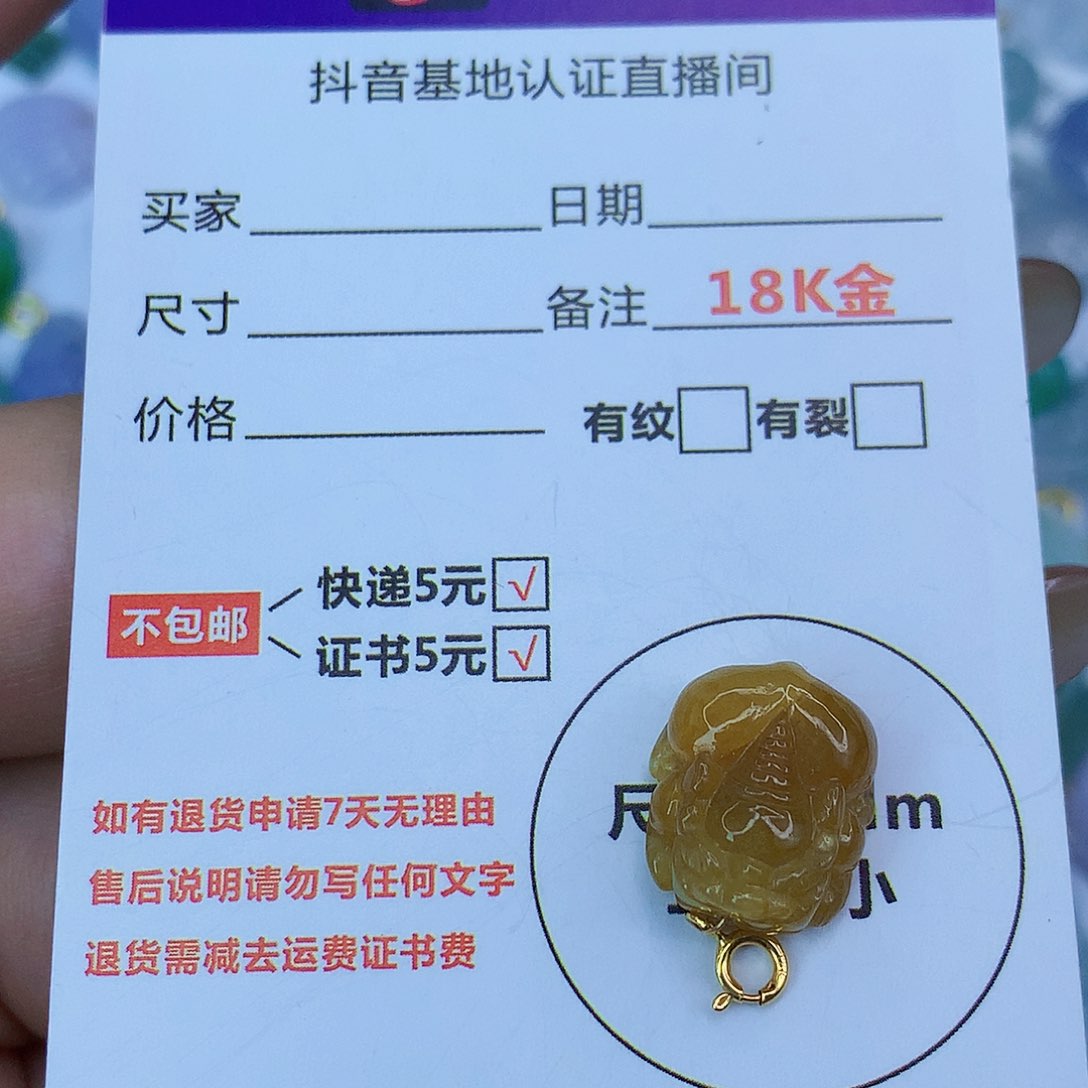 抖音基地认证直播间
买家 日期
尺寸 备注 18K金
价格 有纹 有裂
不包邮
快递5元 √
证书5元 √
如有退货申请7天无理由
售后说明请勿写任何文字
退货需减去运费证书费
尺 m
小